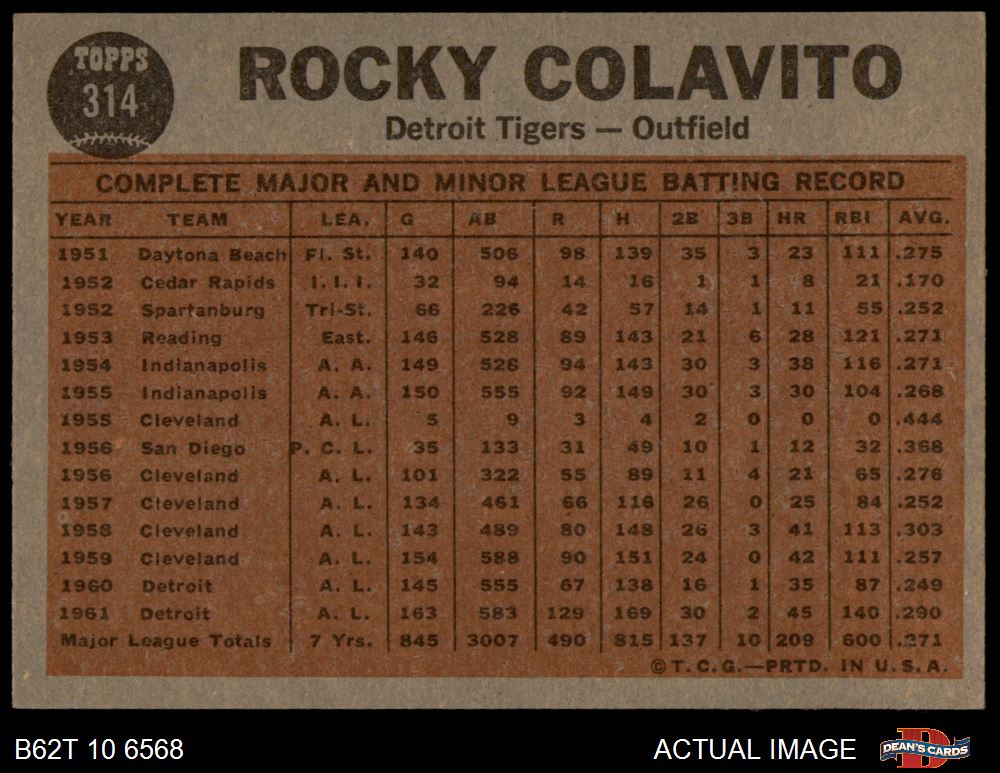 TOPPS
314
ROCKY COLAVITO
Detroit Tigers — Outfield
COMPLETE MAJOR AND MINOR LEAGUE BATTING RECORD
YEAR TEAM LEA. G AB R H 2B 3B HR RBI AVG.
1951 Daytona Beach Fl. St. 140 506 98 139 35 3 23 111 .275
1952 Cedar Rapids I. I. I. 32 94 14 16 1 1 8 21 .170
1952 Spartanburg Tri-St. 66 226 42 57 14 1 11 55 .252
1953 Reading East. 146 528 89 143 21 6 28 121 .271
1954 Indianapolis A. A. 149 528 94 143 30 3 38 116 .271
1955 Indianapolis A. A. 150 555 92 149 30 3 30 104 .268
1955 Cleveland A. L. 5 9 3 4 2 0 0 0 .444
1956 San Diego P. C. L. 35 133 31 49 10 1 12 32 .368
1956 Cleveland A. L. 101 322 55 89 11 4 21 65 .276
1957 Cleveland A. L. 134 461 66 116 26 0 25 84 .252
1958 Cleveland A. L. 143 489 80 148 26 3 41 113 .303
1959 Cleveland A. L. 154 588 90 151 24 0 42 111 .257
1960 Detroit A. L. 145 555 67 138 16 1 35 87 .249
1961 Detroit A. L. 163 583 129 169 30 2 45 140 .290
Major League Totals 7 Yrs. 845 3007 490 815 137 10 209 600 .271
©T.C.G.—PRTD. IN U.S.A.
B62T 10 6568 ACTUAL IMAGE DEAN'S CARDS